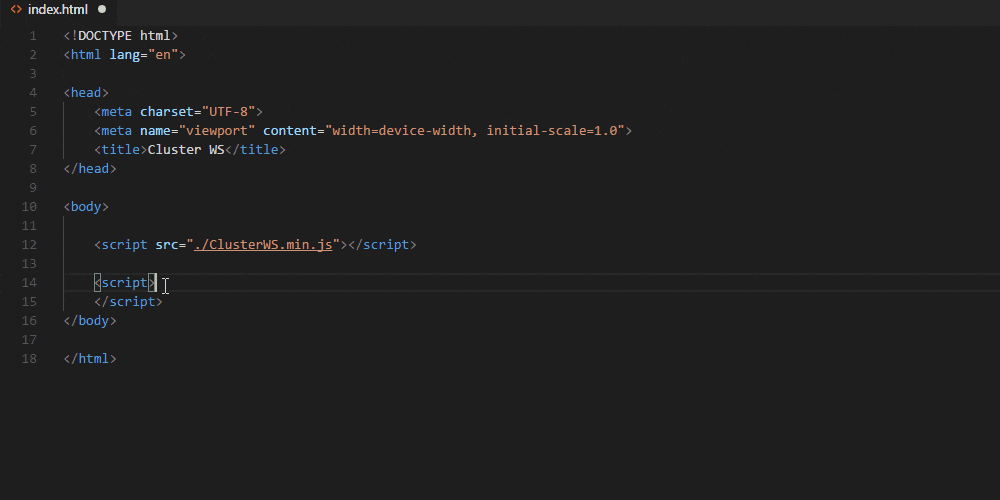 <> index.html ●
1 <!DOCTYPE html>
2 <html lang="en">
3
4 <head>
5     <meta charset="UTF-8">
6     <meta name="viewport" content="width=device-width, initial-scale=1.0">
7     <title>Cluster WS</title>
8 </head>
9
10 <body>
11
12     <script src="./ClusterWS.min.js"></script>
13
14     <script>
15     </script>
16 </body>
17
18 </html>